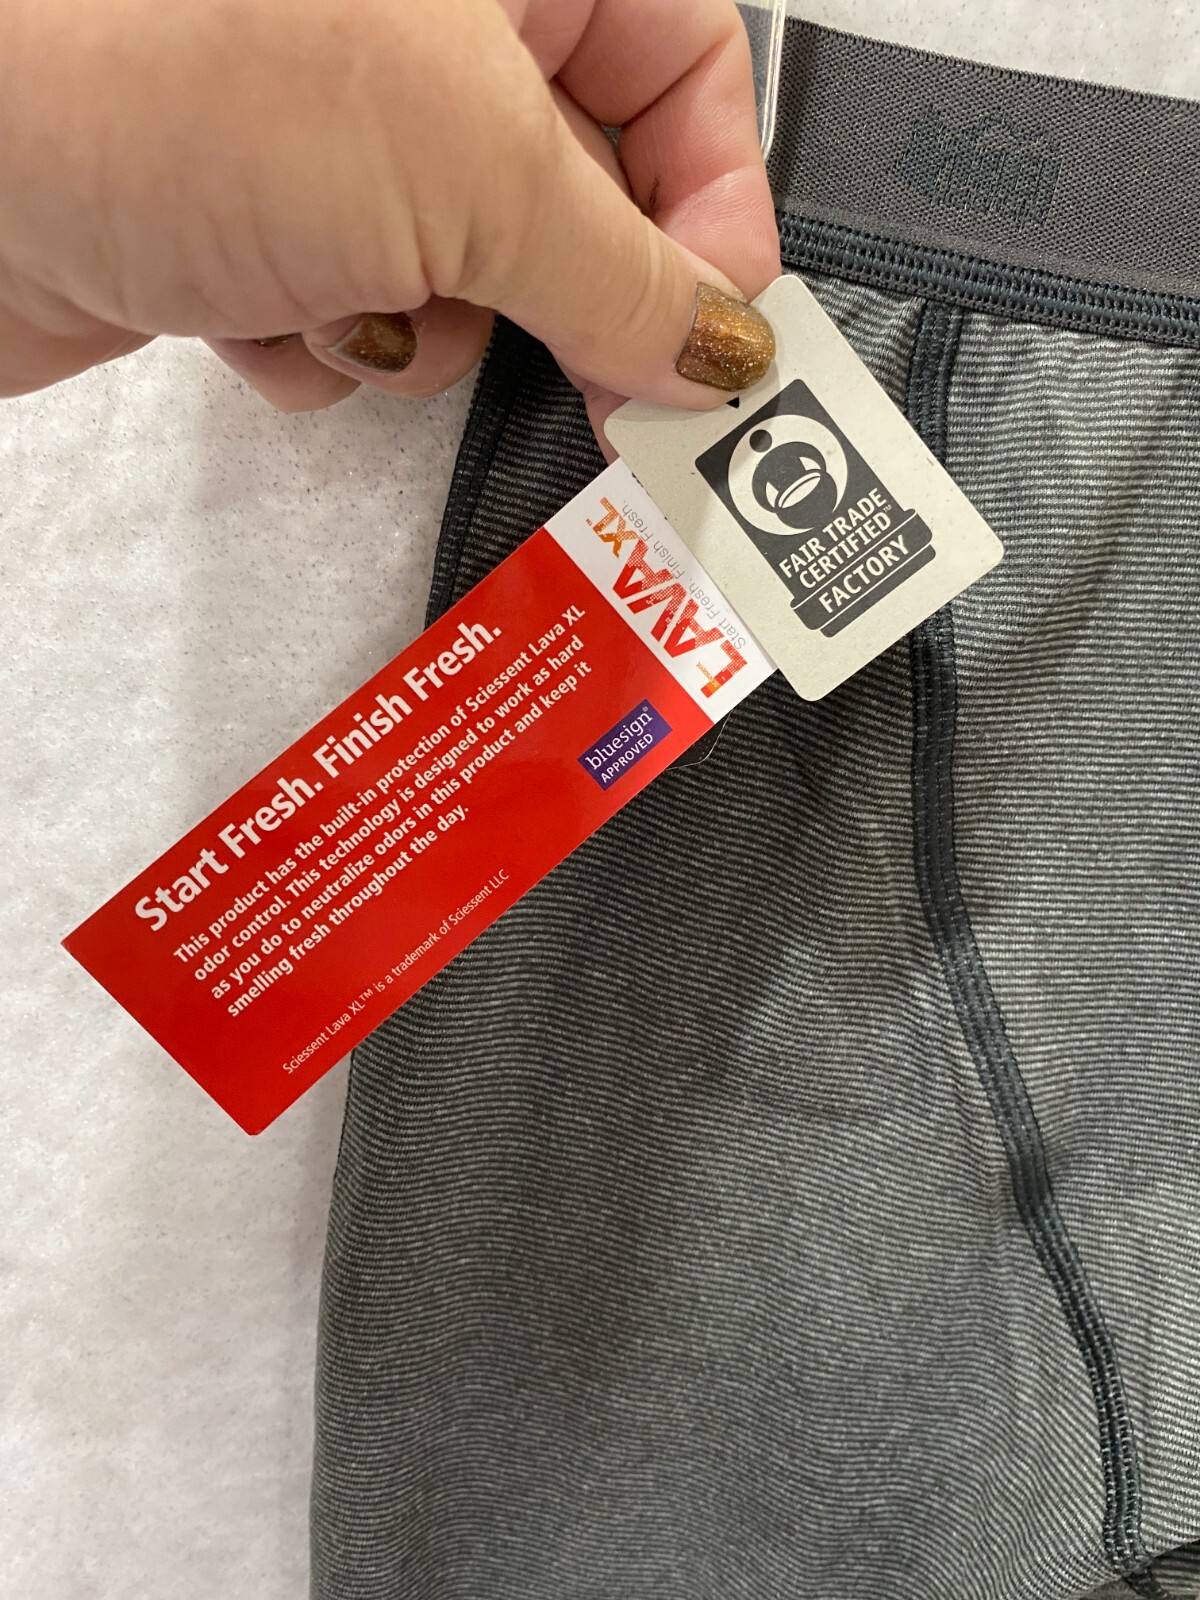 FAIR TRADE
CERTIFIED™
FACTORY
Sciessent
LAVA XL™
Start Fresh. Finish Fresh.
Start Fresh. Finish Fresh.
This product has the built-in protection of Sciessent Lava XL
odor control. This technology is designed to work as hard
as you do to neutralize odors in this product and keep it
smelling fresh throughout the day.
bluesign®
APPROVED
Sciessent Lava XL™ is a trademark of Sciessent LLC